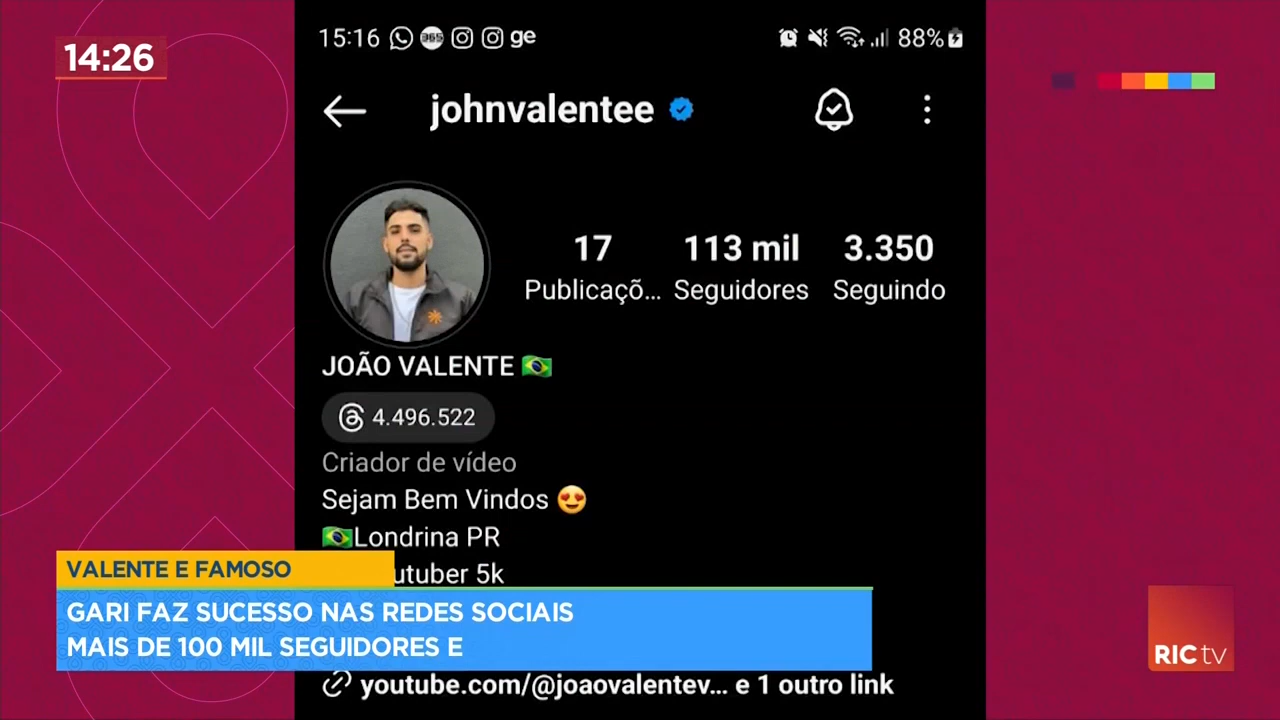 14:26
15:16 365 ge 88%
johnvalentee
17 113 mil 3.350
Publicaçõ... Seguidores Seguindo
JOÃO VALENTE 🇧🇷
4.496.522
Criador de vídeo
Sejam Bem Vindos 😍
🇧🇷Londrina PR
utuber 5k
VALENTE E FAMOSO
GARI FAZ SUCESSO NAS REDES SOCIAIS
MAIS DE 100 MIL SEGUIDORES E
RIC tv
youtube.com/@joaovalentev... e 1 outro link